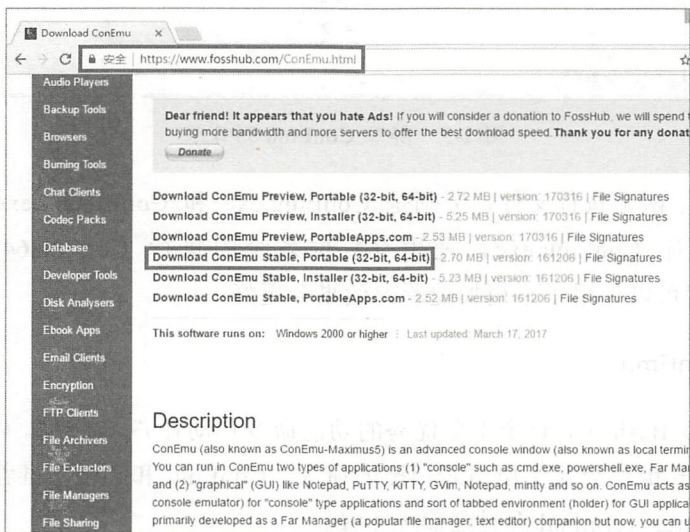 Download ConEmu
安全 | https://www.fosshub.com/ConEmu.html
Audio Players
Backup Tools
Browsers
Burning Tools
Chat Clients
Codec Packs
Database
Developer Tools
Disk Analysers
Ebook Apps
Email Clients
Encryption
FTP Clients
File Archivers
File Extractors
File Managers
File Sharing
Dear friend! It appears that you hate Ads! If you will consider a donation to FossHub, we will spend
buying more bandwidth and more servers to offer the best download speed. Thank you for any donat
Donate
Download ConEmu Preview, Portable (32-bit, 64-bit) - 2.72 MB | version: 170316 | File Signatures
Download ConEmu Preview, Installer (32-bit, 64-bit) - 5.25 MB | version: 170316 | File Signatures
Download ConEmu Preview, PortableApps.com - 2.53 MB | version: 170316 | File Signatures
Download ConEmu Stable, Portable (32-bit, 64-bit) - 2.70 MB | version: 161206 | File Signatures
Download ConEmu Stable, Installer (32-bit, 64-bit) - 5.23 MB | version: 161206 | File Signatures
Download ConEmu Stable, PortableApps.com - 2.52 MB | version: 161206 | File Signatures
This software runs on: Windows 2000 or higher Last updated: March 17, 2017
Description
ConEmu (also known as ConEmu-Maximus5) is an advanced console window (also known as local termin
You can run in ConEmu two types of applications (1) "console" such as cmd.exe, powershell.exe, Far Mar
and (2) "graphical" (GUI) like Notepad, PuTTY, KiTTY, GVim, Notepad, mintty and so on. ConEmu acts as
console emulator) for "console" type applications and sort of tabbed environment (holder) for GUI applica
primarily developed as a Far Manager (a popular file manager, text editor) companion but now, you can